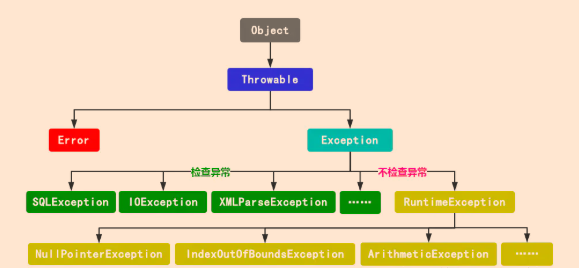 Object
Throwable
Error
Exception
检查异常
不检查异常
SQLException
IOException
XMLParseException
……
RuntimeException
NullPointerException
IndexOutOfBoundsException
ArithmeticException
……